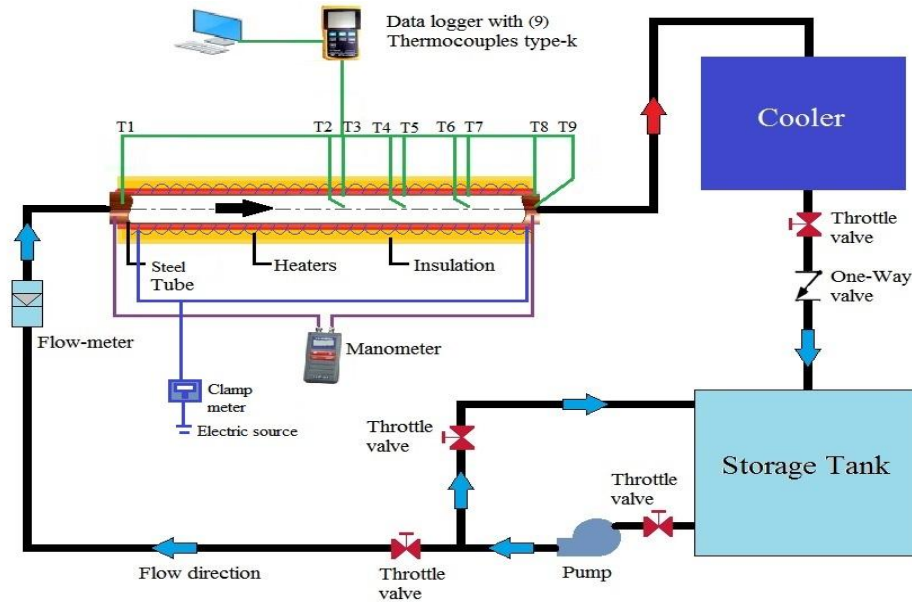 Data logger with (9)
Thermocouples type-k
T1
T2
T3
T4
T5
T6
T7
T8
T9
Cooler
Steel
Tube
Heaters
Insulation
Throttle
valve
One-Way
valve
Flow-meter
Manometer
Clamp
meter
Electric source
Throttle
valve
Storage Tank
Throttle
valve
Flow direction
Throttle
valve
Pump